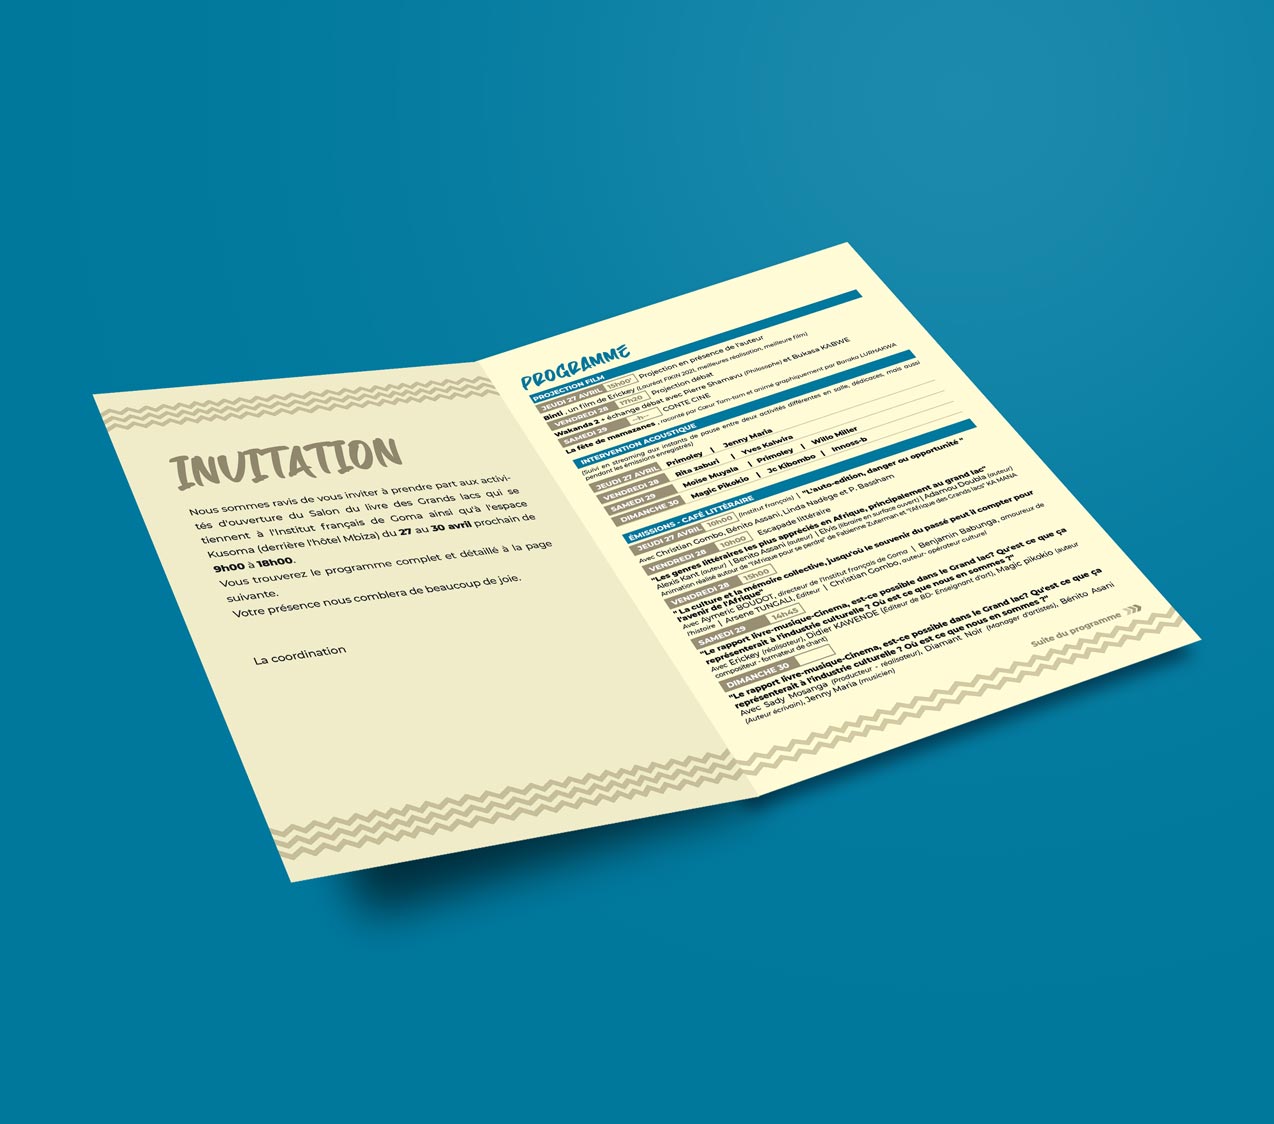 INVITATION
Nous sommes ravis de vous inviter à prendre part aux activi-
tés d'ouverture du Salon du livre des Grands lacs qui se
tiennent à l'Institut français de Goma ainsi qu'à l'espace
Kusoma (derrière l'hôtel Mbiza) du 27 au 30 avril prochain de
9h00 à 18h00.
Vous trouverez le programme complet et détaillé à la page
suivante.
Votre présence nous comblera de beaucoup de joie.
La coordination
PROGRAMME
PROJECTION FILM
JEUDI 27 AVRIL 15h00' Projection en présence de l'auteur
Binti , un film de Erickey (Lauréat FIKIN 2021, meilleures réalisation, meilleure film)
VENDREDI 28 17h20 Projection débat
Wakanda 2 + échange débat avec Pierre Shamavu (Philosophe) et Bukasa KABWE
SAMEDI 29 --h-- CONTE CINE
La fête de mamazanes , raconté par Cœur Tam-tam et animé graphiquement par Baraka LURHAKWA
INTERVENTION ACOUSTIQUE
(Suivi en streaming aux instants de pause entre deux activités différentes en salle, dédicaces, mais aussi
pendant les émissions enregistrés)
JEUDI 27 AVRIL Primoley | Jenny Maria
VENDREDI 28 Rita zaburi | Yves Kalwira
SAMEDI 29 Moise Muyala | Primoley | Willo Miller
DIMANCHE 30 Magic Pikokio | Jc Kibombo | Innoss-b
ÉMISSIONS - CAFÉ LITTÉRAIRE
JEUDI 27 AVRIL 10h00 (Institut français) | "L'auto-edition, danger ou opportunité "
Avec Christian Gombo, Bénito Assani, Linda Nadège et P. Bassham
VENDREDI 28 10h00 Escapade littéraire
"Les genres littéraires les plus appréciés en Afrique, principalement au grand lac"
Alexis Kant (auteur) | Benito Assani (auteur) | Elvis (libraire en surface ouvert) | Adamou Doubla (auteur)
Animation réalise autour de "l'Afrique pour se perdre' de Fabienne Zuterman et "l'Afrique des Grands lacs" KA MANA
VENDREDI 28 15h00
" La culture et la mémoire collective, jusqu'où le souvenir du passé peut il compter pour
l'avenir de l'Afrique"
Avec Aymeric BOUDOT, directeur de l'Institut français de Goma | Benjamin Babunga, amoureux de
l'histoire | Arsene TUNGALI, Éditeur | Christian Gombo, auteur- opérateur culturel
SAMEDI 29 14h45
"Le rapport livre-musique-Cinema, est-ce possible dans le Grand lac? Qu'est ce que ça
représenterait à l'industrie culturelle ? Où est ce que nous en sommes ?"
Avec Erickey (réalisateur), Didier KAWENDE (Éditeur de BD- Enseignant d'art), Magic pikokio (auteur
compositeur - formateur de chant)
DIMANCHE 30
"Le rapport livre-musique-Cinema, est-ce possible dans le Grand lac? Qu'est ce que ça
représenterait à l'industrie culturelle ? Où est ce que nous en sommes ?"
Avec Sady Mosanga (Producteur - réalisateur), Diamant Noir (Manager d'artistes), Bénito Asani
(Auteur écrivain), Jenny Maria (musicien)
Suite du programme